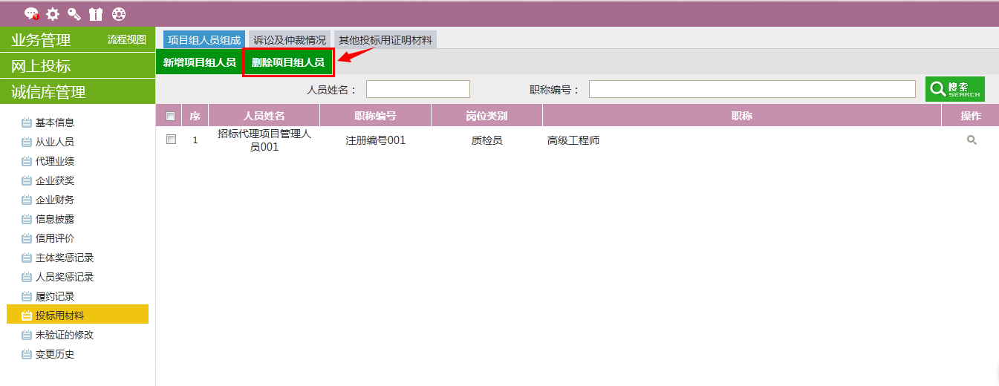 业务管理 流程视图
网上投标
诚信库管理
基本信息
从业人员
代理业绩
企业获奖
企业财务
信息披露
信用评价
主体奖惩记录
人员奖惩记录
履约记录
投标用材料
未验证的修改
变更历史
项目组人员组成 诉讼及仲裁情况 其他投标用证明材料
新增项目组人员 删除项目组人员
人员姓名： 职称编号： 搜索
SEARCH
序 人员姓名 职称编号 岗位类别 职称 操作
1 招标代理项目管理人 注册编号001 质检员 高级工程师
员001